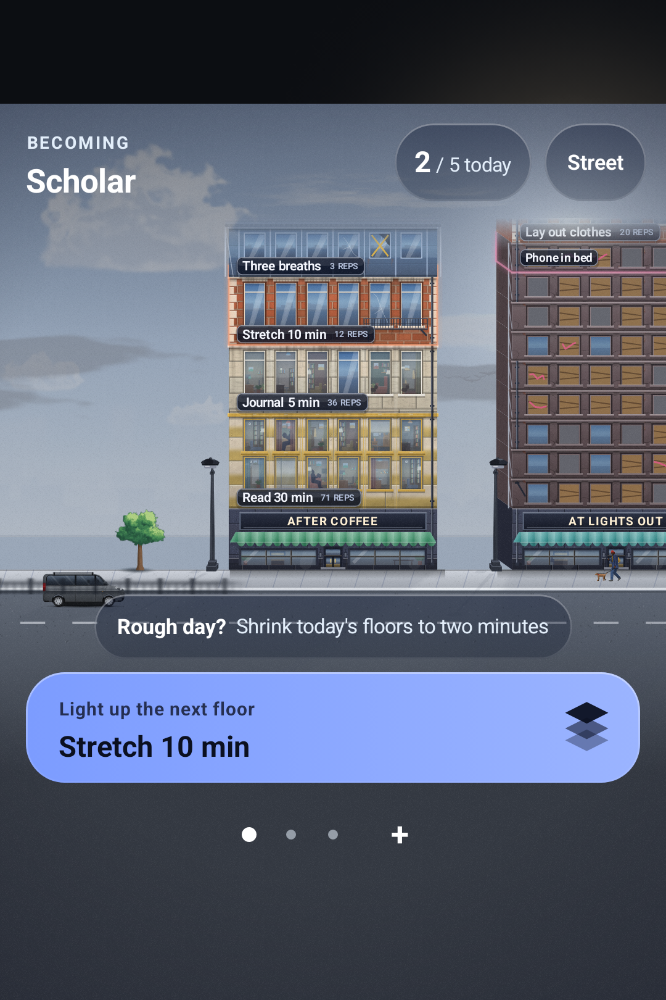 BECOMING
Scholar
2 / 5 today
Street
Three breaths 3 REPS
Stretch 10 min 12 REPS
Journal 5 min 36 REPS
Read 30 min 71 REPS
AFTER COFFEE
Lay out clothes 20 REPS
Phone in bed
AT LIGHTS OUT
Rough day? Shrink today's floors to two minutes
Light up the next floor
Stretch 10 min
+